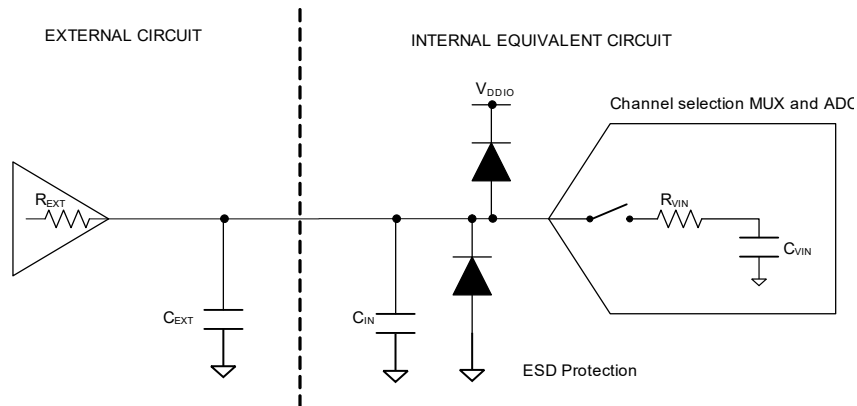 EXTERNAL CIRCUIT
INTERNAL EQUIVALENT CIRCUIT
VDDIO
Channel selection MUX and ADC
REXT
RVIN
CVIN
CEXT
CIN
ESD Protection